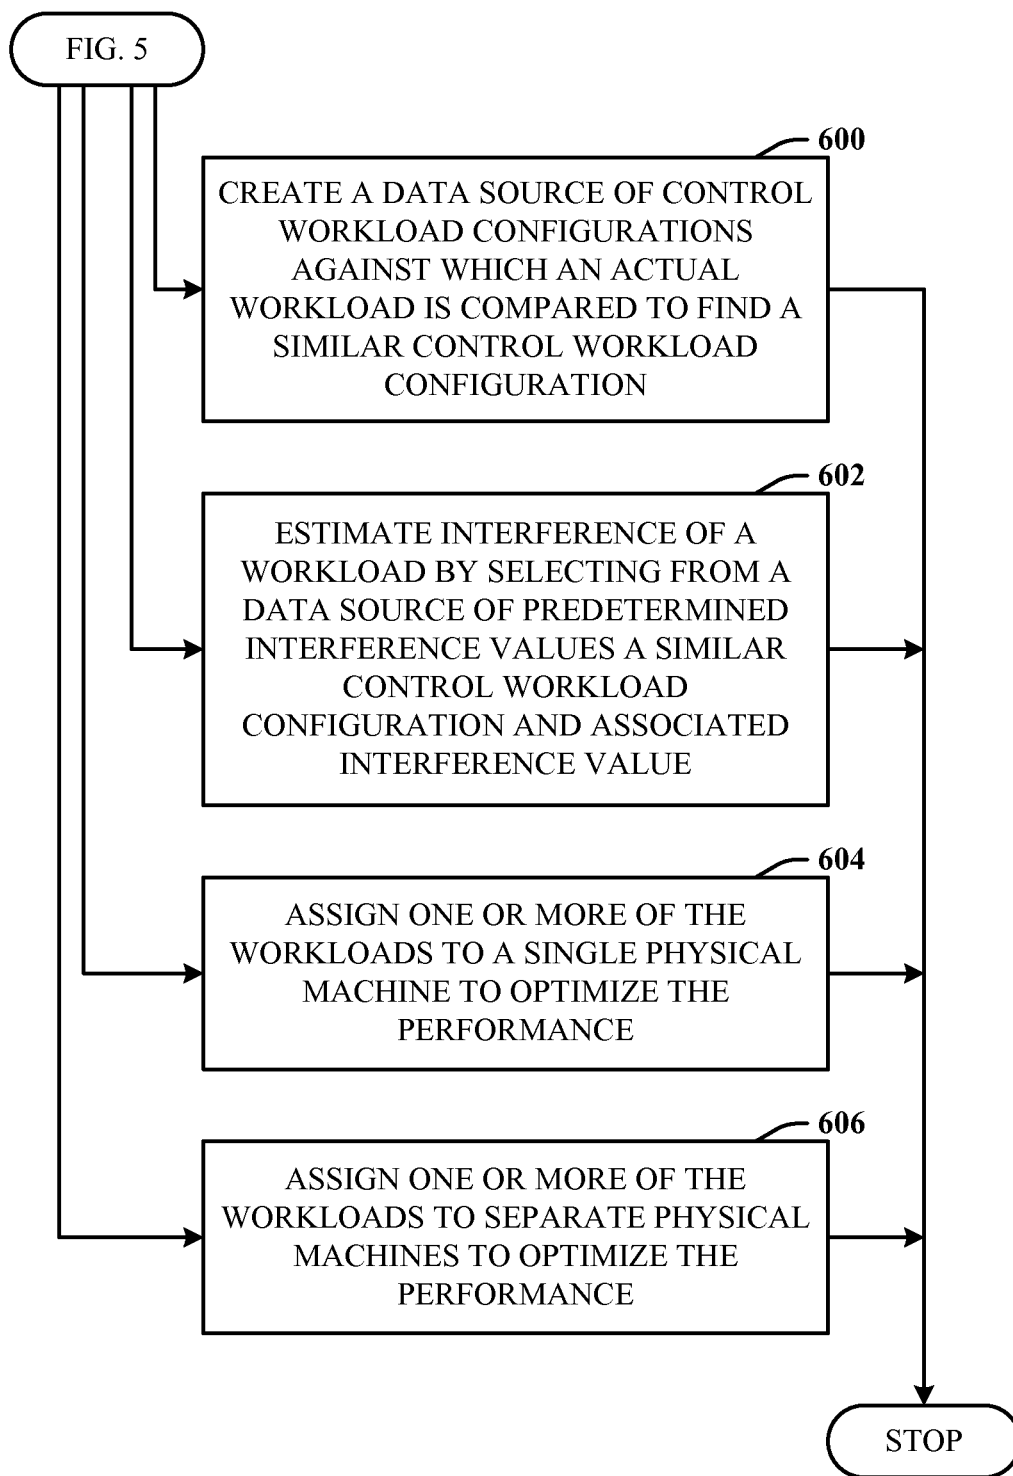 FIG. 5
600
CREATE A DATA SOURCE OF CONTROL
WORKLOAD CONFIGURATIONS
AGAINST WHICH AN ACTUAL
WORKLOAD IS COMPARED TO FIND A
SIMILAR CONTROL WORKLOAD
CONFIGURATION
602
ESTIMATE INTERFERENCE OF A
WORKLOAD BY SELECTING FROM A
DATA SOURCE OF PREDETERMINED
INTERFERENCE VALUES A SIMILAR
CONTROL WORKLOAD
CONFIGURATION AND ASSOCIATED
INTERFERENCE VALUE
604
ASSIGN ONE OR MORE OF THE
WORKLOADS TO A SINGLE PHYSICAL
MACHINE TO OPTIMIZE THE
PERFORMANCE
606
ASSIGN ONE OR MORE OF THE
WORKLOADS TO SEPARATE PHYSICAL
MACHINES TO OPTIMIZE THE
PERFORMANCE
STOP